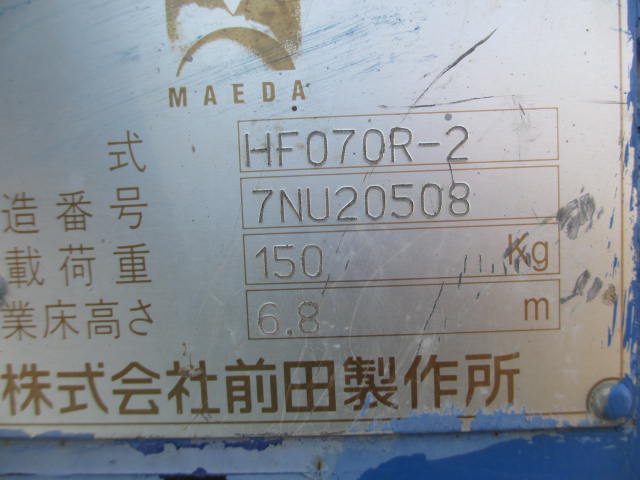 MAEDA
式 HF070R-2
造番号 7NU20508
載荷重 150 Kg
業床高さ 6.8 m
株式会社前田製作所